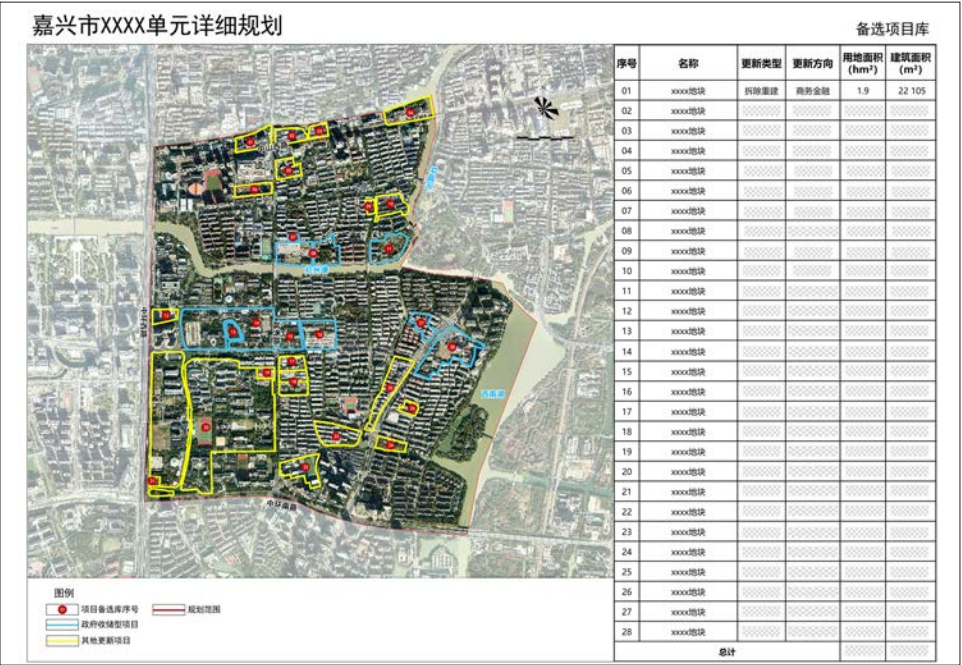 嘉兴市XXXX单元详细规划
备选项目库
序号 名称 更新类型 更新方向 用地面积(hm²) 建筑面积(m²)
01 xxxx地块 拆除重建 商务金融 1.9 22 105
02 xxxx地块
03 xxxx地块
04 xxxx地块
05 xxxx地块
06 xxxx地块
07 xxxx地块
08 xxxx地块
09 xxxx地块
10 xxxx地块
11 xxxx地块
12 xxxx地块
13 xxxx地块
14 xxxx地块
15 xxxx地块
16 xxxx地块
17 xxxx地块
18 xxxx地块
19 xxxx地块
20 xxxx地块
21 xxxx地块
22 xxxx地块
23 xxxx地块
24 xxxx地块
25 xxxx地块
26 xxxx地块
27 xxxx地块
28 xxxx地块
总计
杭州塘
西南湖
中环南路
图例
项目备选库序号
规划范围
政府收储型项目
其他更新项目